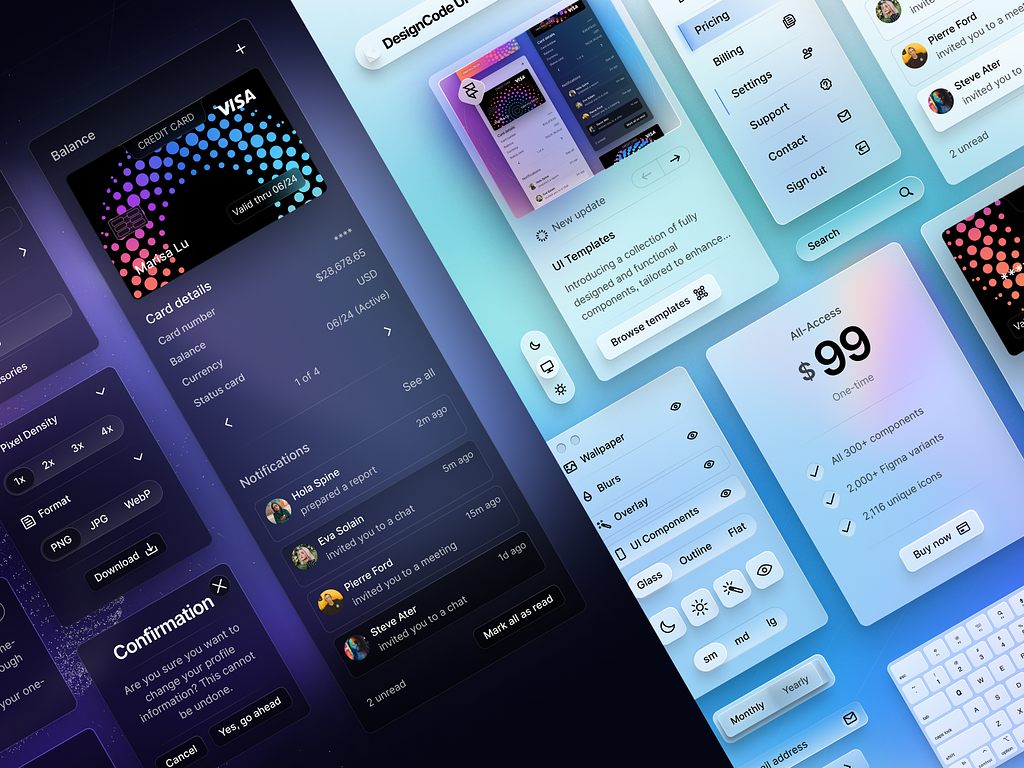 Balance
CREDIT CARD
VISA
Valid thru 06/24
Marisa Lu
Card details
Card number ****
Balance $28,678.65
Currency USD
Status card 06/24 (Active)
1 of 4
Notifications See all
Hola Spine 2m ago
prepared a report
Eva Solain 5m ago
invited you to a chat
Pierre Ford 15m ago
invited you to a meeting
Steve Ater 1d ago
invited you to a chat
2 unread
Mark all as read
Pixel Density
1x 2x 3x 4x
Format
PNG JPG WebP
Download
Confirmation
Are you sure you want to
change your profile
information? This cannot
be undone.
Cancel
Yes, go ahead
your one-
DesignCode UI
New update
UI Templates
Introducing a collection of fully
designed and functional
components, tailored to enhance...
Browse templates
Pricing
Billing
Settings
Support
Contact
Sign out
Search
Pierre Ford
invited you to a
Steve Ater
invited you to
2 unread
Wallpaper
Blurs
Overlay
UI Components
Glass Outline Flat
sm md lg
Monthly Yearly
address
All-Access
$99
One-time
All 300+ components
2,000+ Figma variants
2,116 unique icons
Buy now